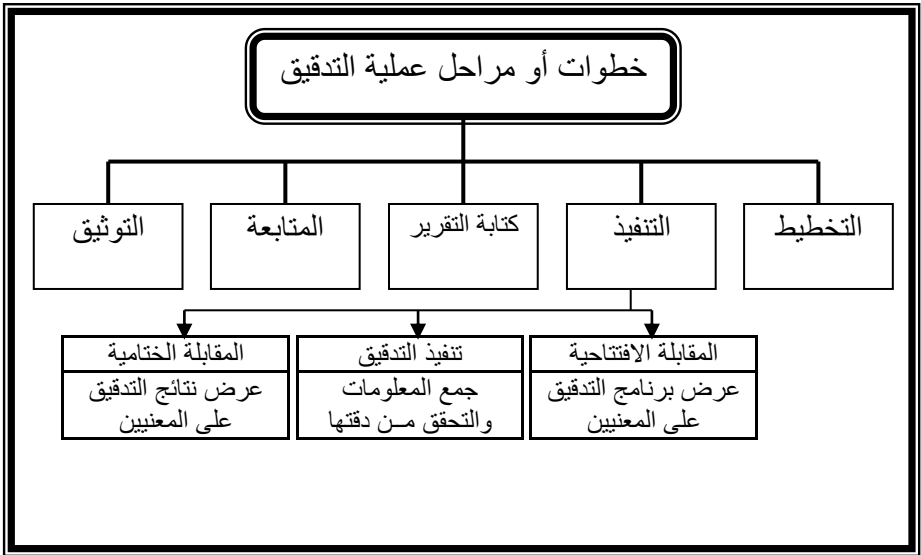 خطوات أو مراحل عملية التدقيق
التخطيط
التنفيذ
كتابة التقرير
المتابعة
التوثيق
المقابلة الافتتاحية
عرض برنامج التدقيق
على المعنيين
تنفيذ التدقيق
جمع المعلومات
والتحقق مــن دقتها
المقابلة الختامية
عرض نتائج التدقيق
على المعنيين